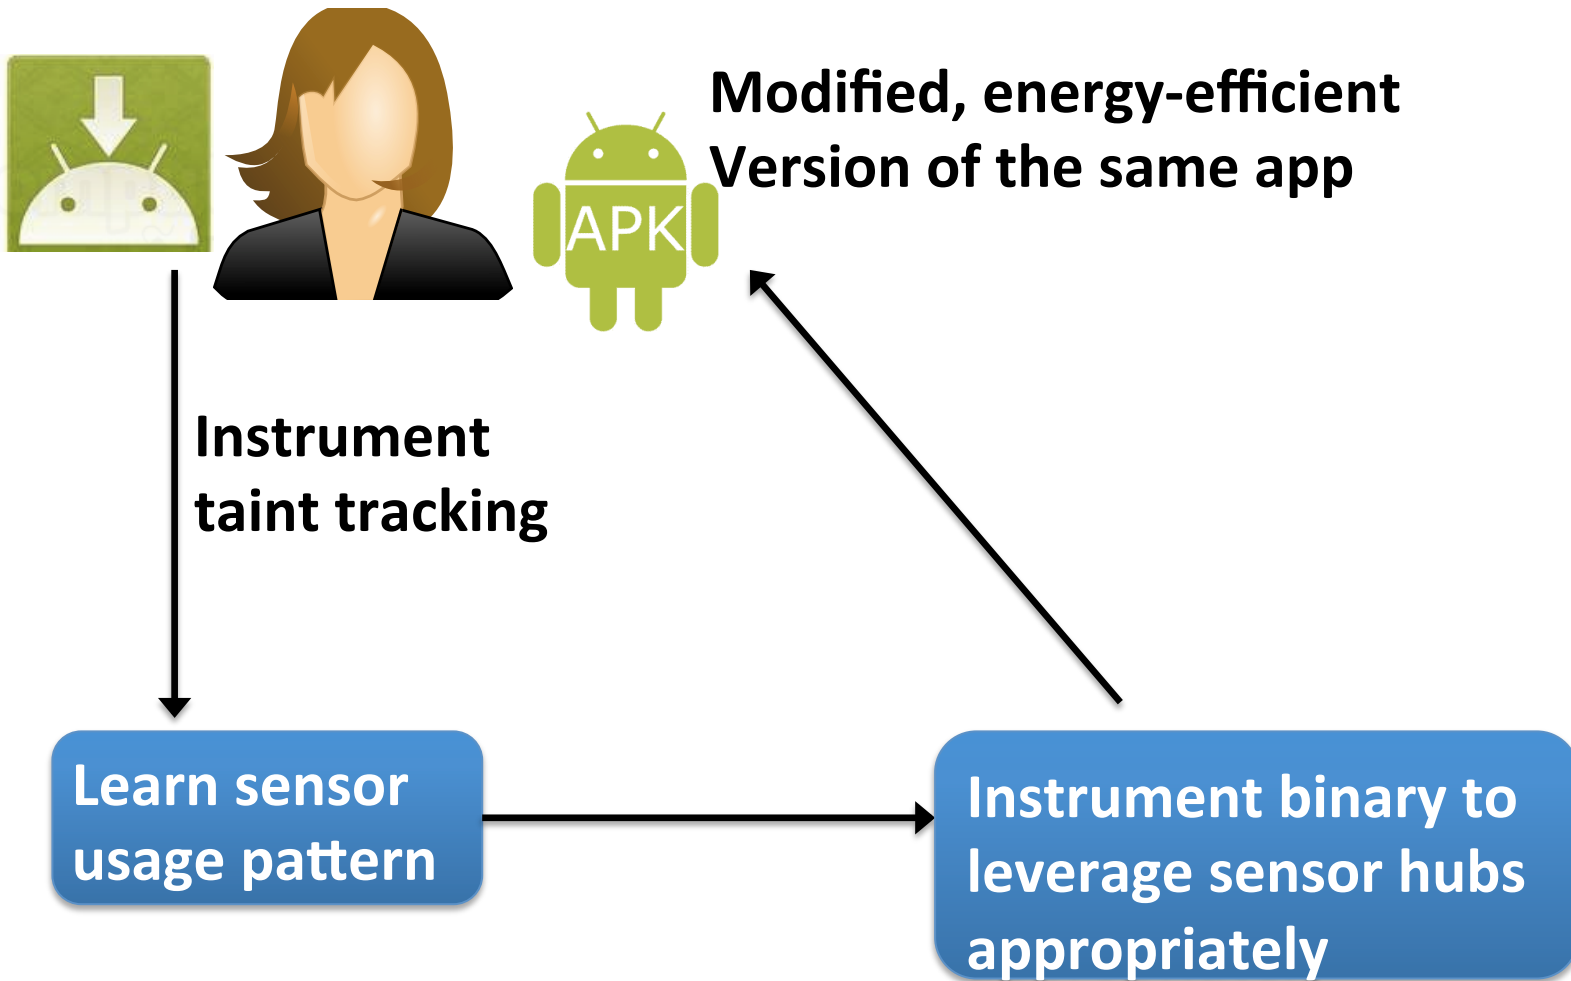 Modified, energy-efficient
Version of the same app
APK
Instrument
taint tracking
Learn sensor
usage pattern
Instrument binary to
leverage sensor hubs
appropriately